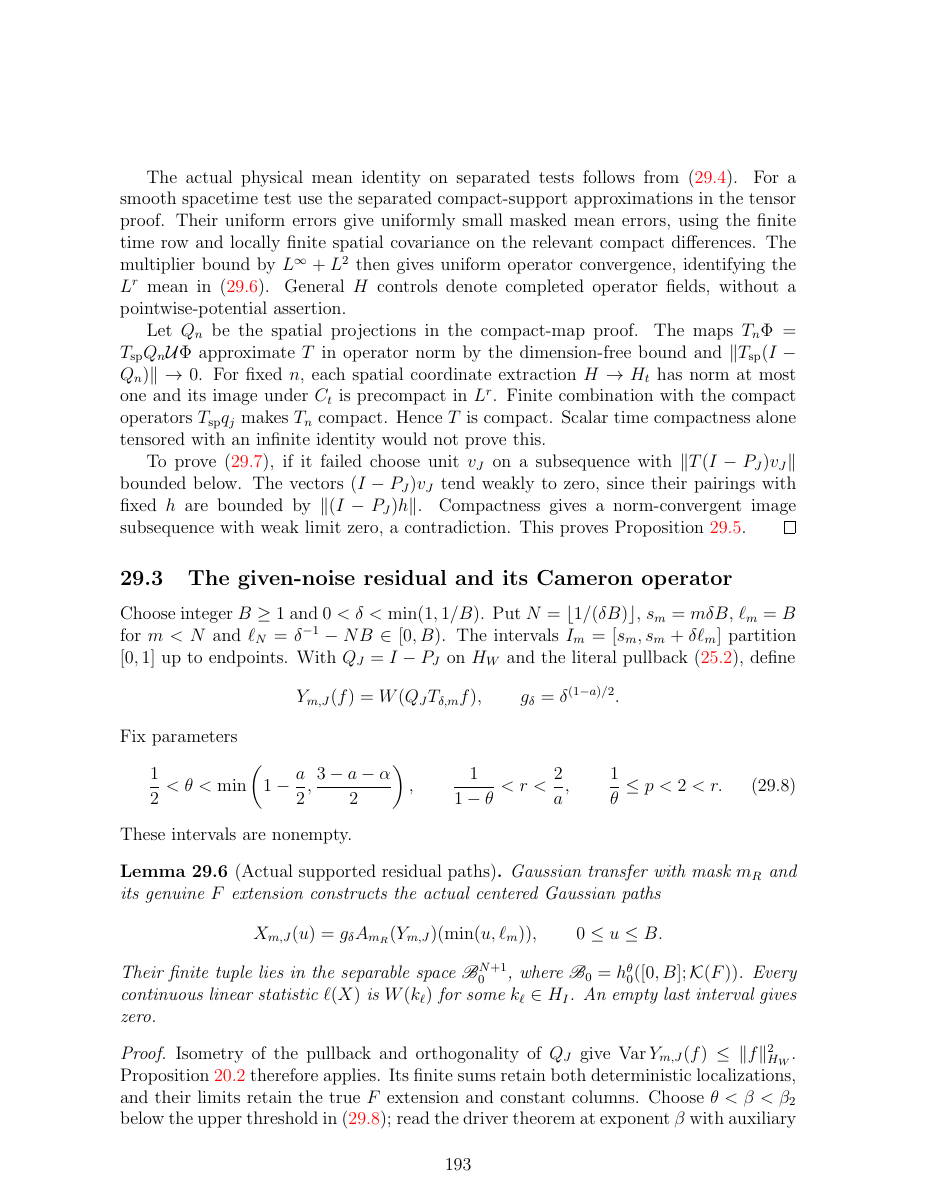 The actual physical mean identity on separated tests follows from (29.4). For a
smooth spacetime test use the separated compact-support approximations in the tensor
proof. Their uniform errors give uniformly small masked mean errors, using the finite
time row and locally finite spatial covariance on the relevant compact differences. The
multiplier bound by L^∞ + L^2 then gives uniform operator convergence, identifying the
L^r mean in (29.6). General H controls denote completed operator fields, without a
pointwise-potential assertion.
Let Q_n be the spatial projections in the compact-map proof. The maps T_nΦ =
T_sp Q_n 𝒰Φ approximate T in operator norm by the dimension-free bound and ‖T_sp(I −
Q_n)‖ → 0. For fixed n, each spatial coordinate extraction H → H_t has norm at most
one and its image under C_t is precompact in L^r. Finite combination with the compact
operators T_sp q_j makes T_n compact. Hence T is compact. Scalar time compactness alone
tensored with an infinite identity would not prove this.
To prove (29.7), if it failed choose unit v_J on a subsequence with ‖T(I − P_J)v_J‖
bounded below. The vectors (I − P_J)v_J tend weakly to zero, since their pairings with
fixed h are bounded by ‖(I − P_J)h‖. Compactness gives a norm-convergent image
subsequence with weak limit zero, a contradiction. This proves Proposition 29.5. □
29.3 The given-noise residual and its Cameron operator
Choose integer B ≥ 1 and 0 < δ < min(1, 1/B). Put N = ⌊1/(δB)⌋, s_m = mδB, ℓ_m = B
for m < N and ℓ_N = δ^{−1} − NB ∈ [0, B). The intervals I_m = [s_m, s_m + δℓ_m] partition
[0, 1] up to endpoints. With Q_J = I − P_J on H_W and the literal pullback (25.2), define
Y_{m,J}(f) = W(Q_J T_{δ,m} f), g_δ = δ^{(1−a)/2}.
Fix parameters
1/2 < θ < min(1 − a/2, (3 − a − α)/2), 1/(1 − θ) < r < 2/a, 1/θ ≤ p < 2 < r. (29.8)
These intervals are nonempty.
Lemma 29.6 (Actual supported residual paths). Gaussian transfer with mask m_R and
its genuine F extension constructs the actual centered Gaussian paths
X_{m,J}(u) = g_δ A_{m_R}(Y_{m,J})(min(u, ℓ_m)), 0 ≤ u ≤ B.
Their finite tuple lies in the separable space ℬ_0^{N+1}, where ℬ_0 = h_0^θ([0, B]; 𝒦(F)). Every
continuous linear statistic ℓ(X) is W(k_ℓ) for some k_ℓ ∈ H_I. An empty last interval gives
zero.
Proof. Isometry of the pullback and orthogonality of Q_J give Var Y_{m,J}(f) ≤ ‖f‖²_{H_W}.
Proposition 20.2 therefore applies. Its finite sums retain both deterministic localizations,
and their limits retain the true F extension and constant columns. Choose θ < β < β_2
below the upper threshold in (29.8); read the driver theorem at exponent β with auxiliary
193